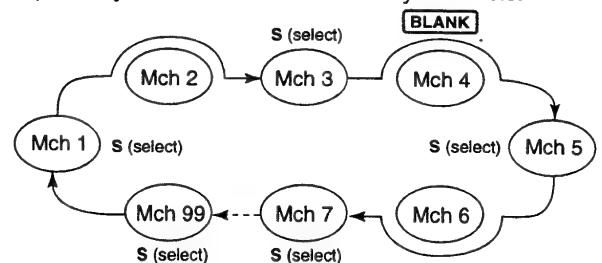 S (select)
BLANK
Mch 2
Mch 3
Mch 4
Mch 1
S (select)
S (select)
Mch 5
Mch 99
Mch 7
Mch 6
S (select)
S (select)